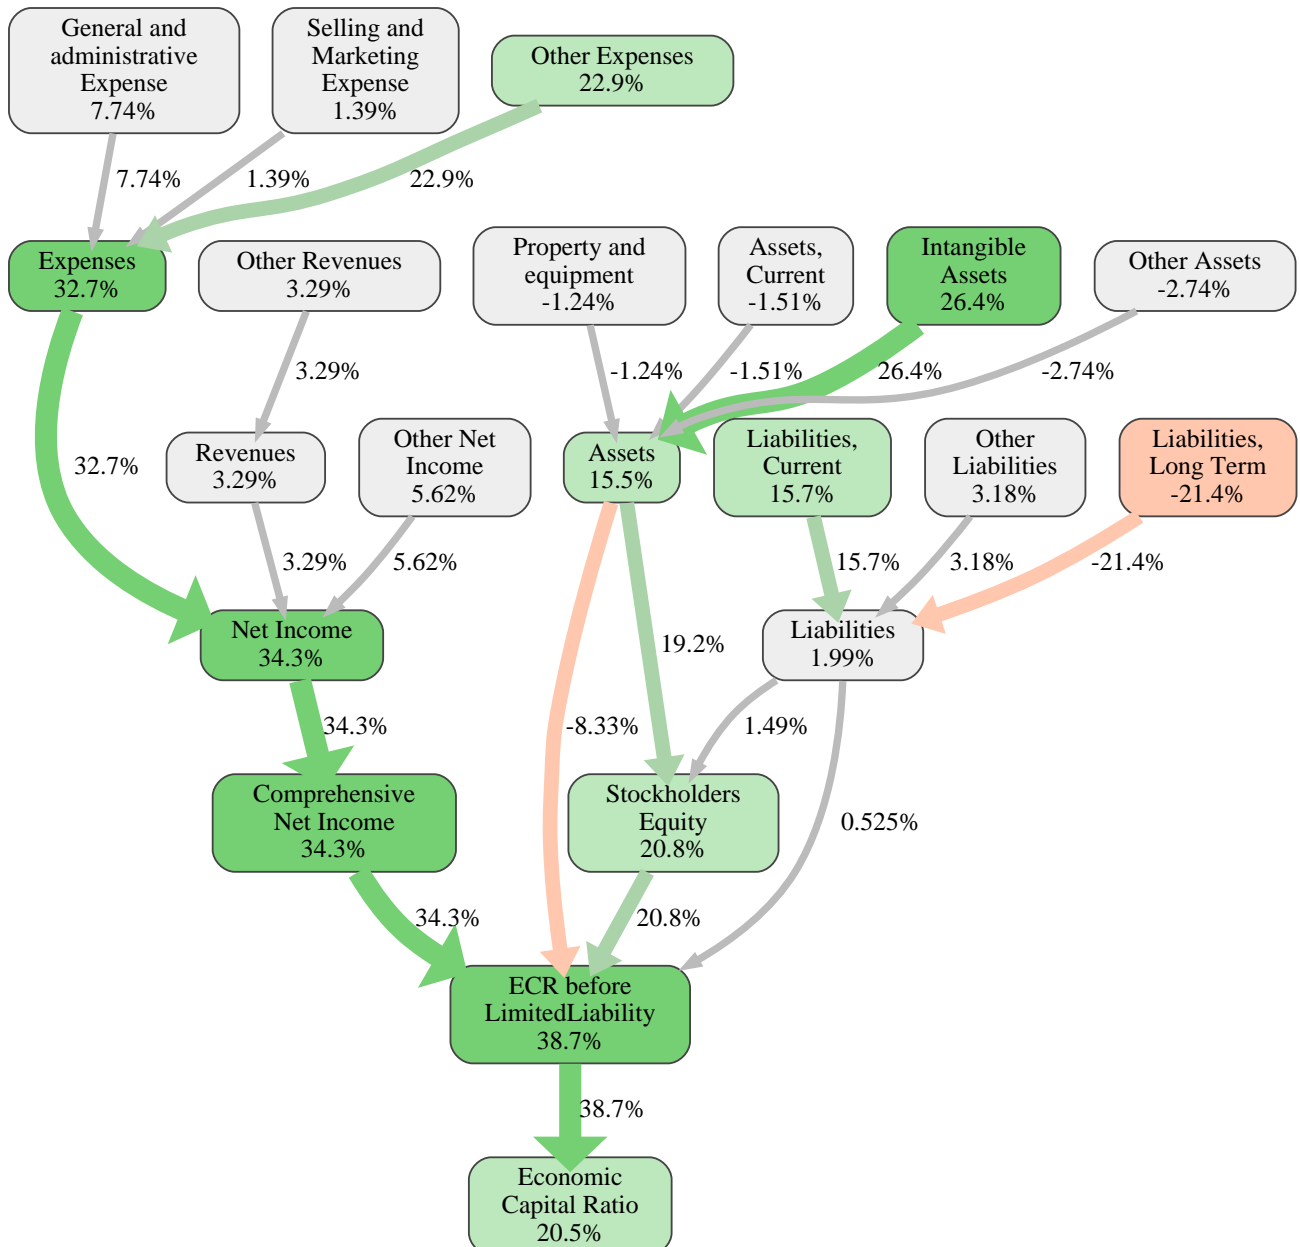 General and
administrative
Expense
7.74%
Selling and
Marketing
Expense
1.39%
Other Expenses
22.9%
7.74%
1.39%
22.9%
Expenses
32.7%
Other Revenues
3.29%
Property and
equipment
-1.24%
Assets,
Current
-1.51%
Intangible
Assets
26.4%
Other Assets
-2.74%
3.29%
-1.24%
-1.51%
26.4%
-2.74%
32.7%
Revenues
3.29%
Other Net
Income
5.62%
Assets
15.5%
Liabilities,
Current
15.7%
Other
Liabilities
3.18%
Liabilities,
Long Term
-21.4%
3.29%
5.62%
15.7%
3.18%
-21.4%
Net Income
34.3%
19.2%
Liabilities
1.99%
34.3%
-8.33%
1.49%
Comprehensive
Net Income
34.3%
Stockholders
Equity
20.8%
0.525%
34.3%
20.8%
ECR before
LimitedLiability
38.7%
38.7%
Economic
Capital Ratio
20.5%